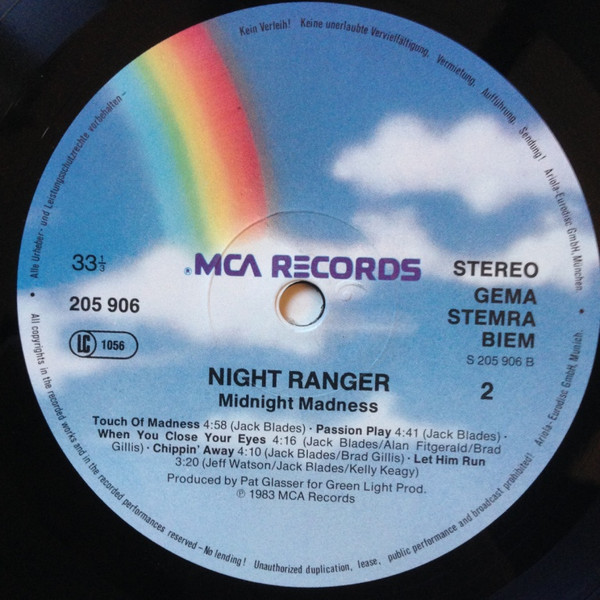 Kein Verleih! Keine unerlaubte Vervielfältigung, Vermietung, Aufführung, Sendung! Ariola-Eurodisc GmbH, München.
Alle Urheber- und Leistungsschutzrechte vorbehalten –
33 1/3
® MCA RECORDS
STEREO
205 906
GEMA
STEMRA
BIEM
LC 1056
S 205 906 B
2
NIGHT RANGER
Midnight Madness
Touch Of Madness 4:58 (Jack Blades) · Passion Play 4:41 (Jack Blades) ·
When You Close Your Eyes 4:16 (Jack Blades/Alan Fitgerald/Brad
Gillis) · Chippin' Away 4:10 (Jack Blades/Brad Gillis) · Let Him Run
3:20 (Jeff Watson/Jack Blades/Kelly Keagy)
Produced by Pat Glasser for Green Light Prod.
℗ 1983 MCA Records
All copyrights in the recorded works and in the recorded performances reserved – No lending! Unauthorized duplication, lease, public performance and broadcast prohibited! Ariola-Eurodisc GmbH, Munich.